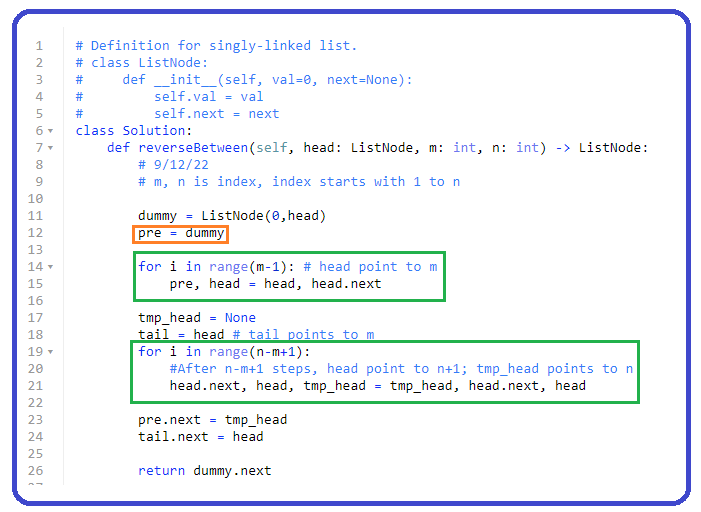 1 # Definition for singly-linked list.
2 # class ListNode:
3 #     def __init__(self, val=0, next=None):
4 #         self.val = val
5 #         self.next = next
6 class Solution:
7     def reverseBetween(self, head: ListNode, m: int, n: int) -> ListNode:
8         # 9/12/22
9         # m, n is index, index starts with 1 to n
10
11         dummy = ListNode(0,head)
12         pre = dummy
13
14         for i in range(m-1): # head point to m
15             pre, head = head, head.next
16
17         tmp_head = None
18         tail = head # tail points to m
19         for i in range(n-m+1):
20             #After n-m+1 steps, head point to n+1; tmp_head points to n
21             head.next, head, tmp_head = tmp_head, head.next, head
22
23         pre.next = tmp_head
24         tail.next = head
25
26         return dummy.next